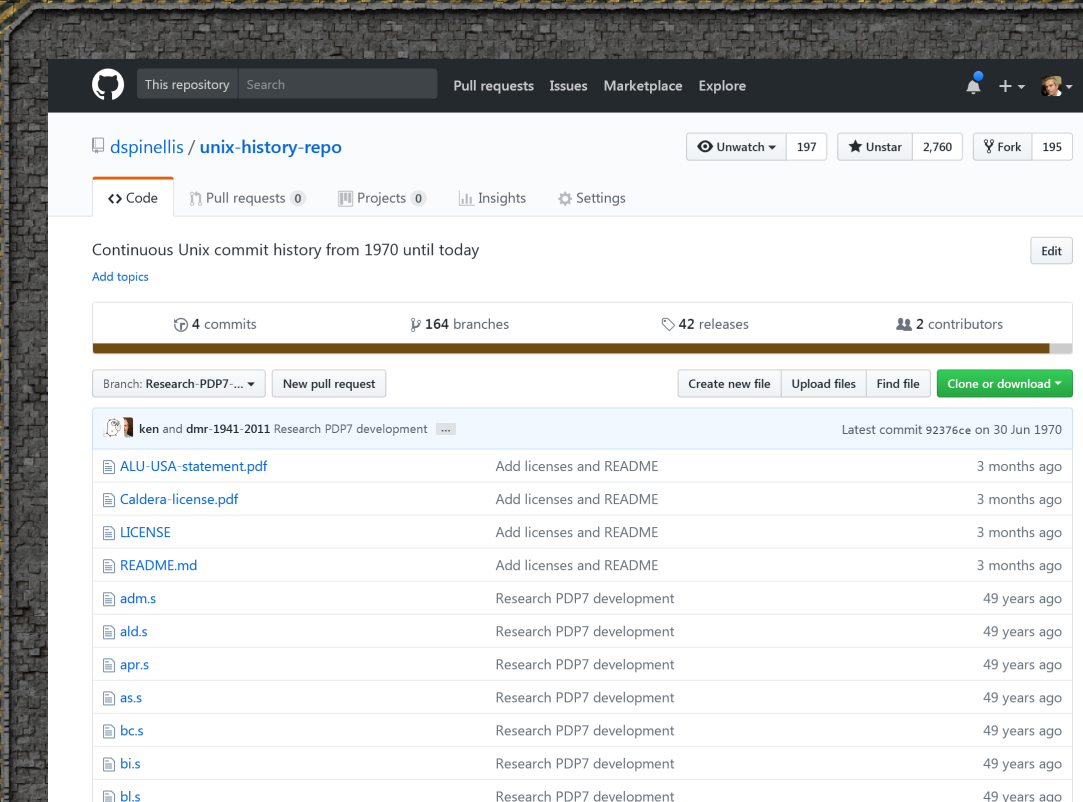 This repository Search Pull requests Issues Marketplace Explore
dspinellis / unix-history-repo Unwatch 197 Unstar 2,760 Fork 195
Code Pull requests 0 Projects 0 Insights Settings
Continuous Unix commit history from 1970 until today Edit
Add topics
4 commits 164 branches 42 releases 2 contributors
Branch: Research-PDP7-... New pull request Create new file Upload files Find file Clone or download
ken and dmr-1941-2011 Research PDP7 development ... Latest commit 92376ce on 30 Jun 1970
ALU-USA-statement.pdf Add licenses and README 3 months ago
Caldera-license.pdf Add licenses and README 3 months ago
LICENSE Add licenses and README 3 months ago
README.md Add licenses and README 3 months ago
adm.s Research PDP7 development 49 years ago
ald.s Research PDP7 development 49 years ago
apr.s Research PDP7 development 49 years ago
as.s Research PDP7 development 49 years ago
bc.s Research PDP7 development 49 years ago
bi.s Research PDP7 development 49 years ago
bl.s Research PDP7 development 49 years ago